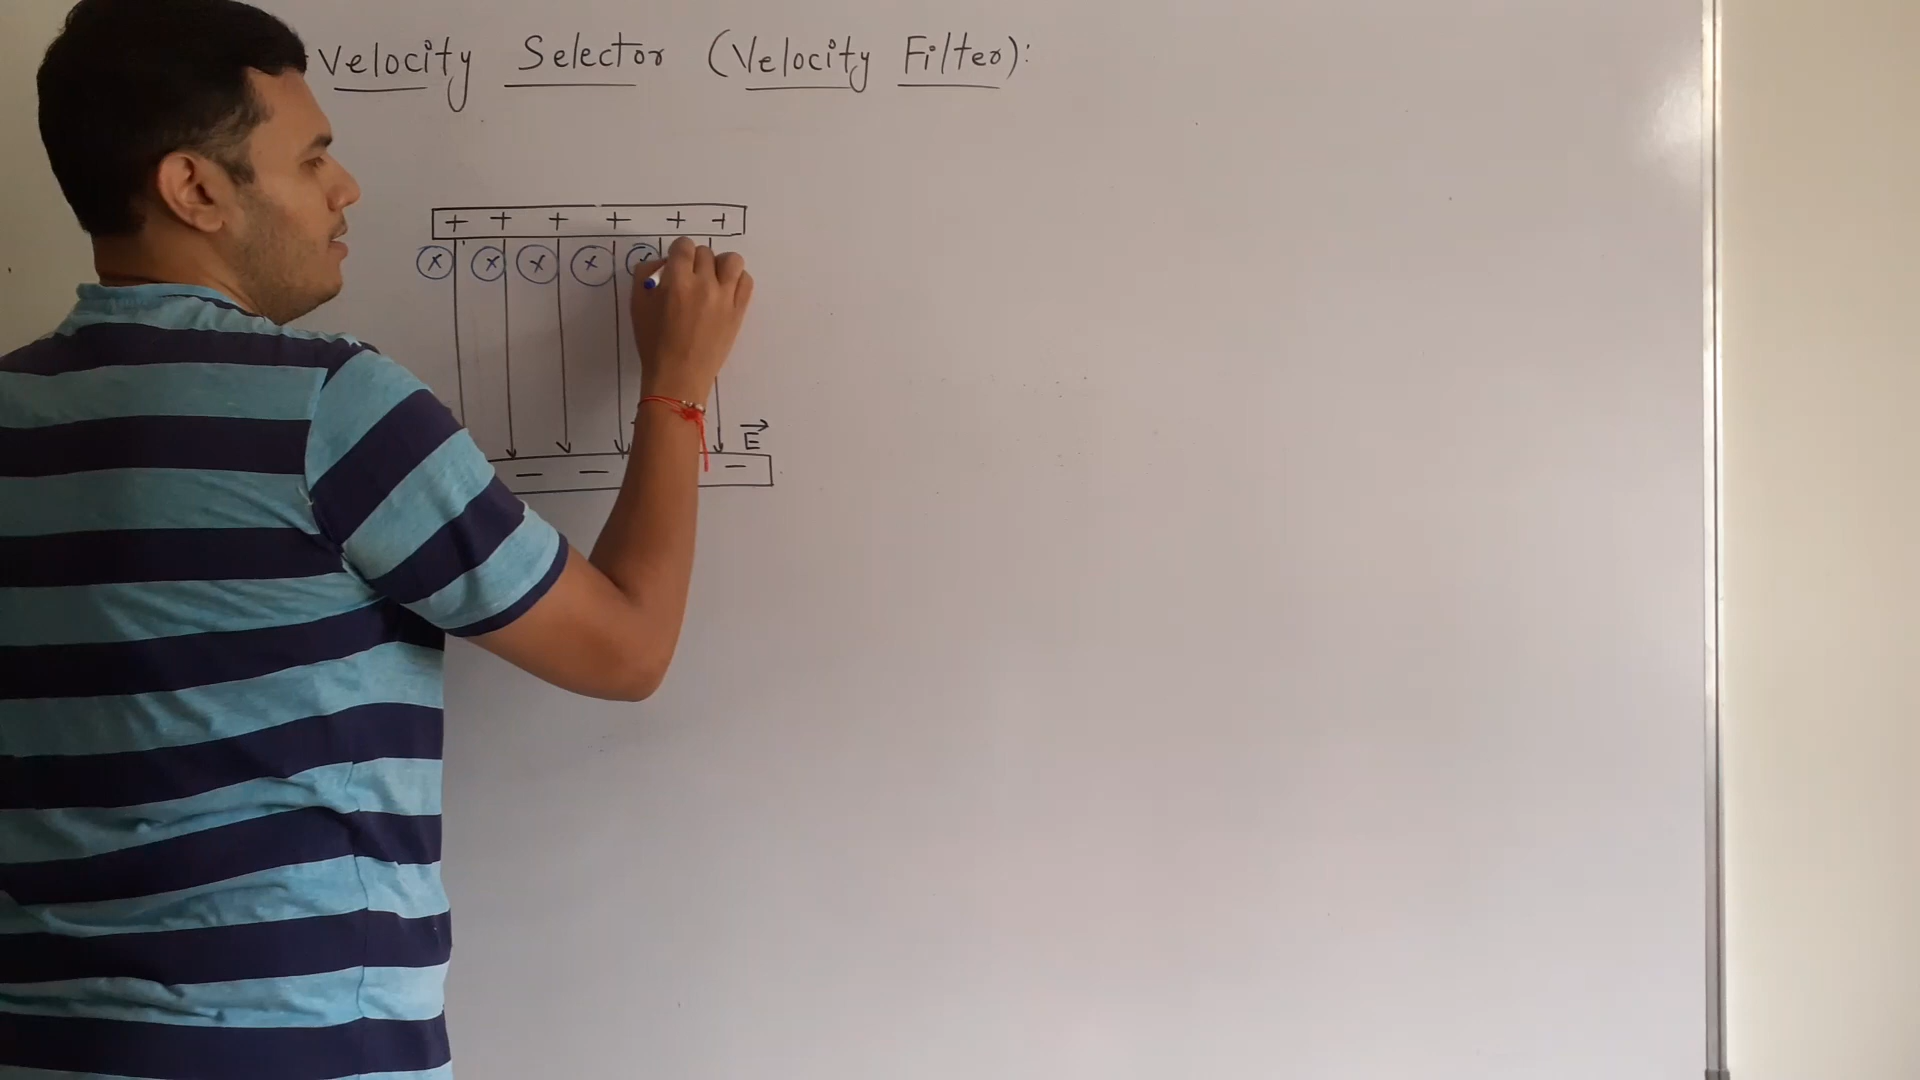 Velocity Selector (Velocity Filter):
+ + + + + +
x x x x x
E
- - -